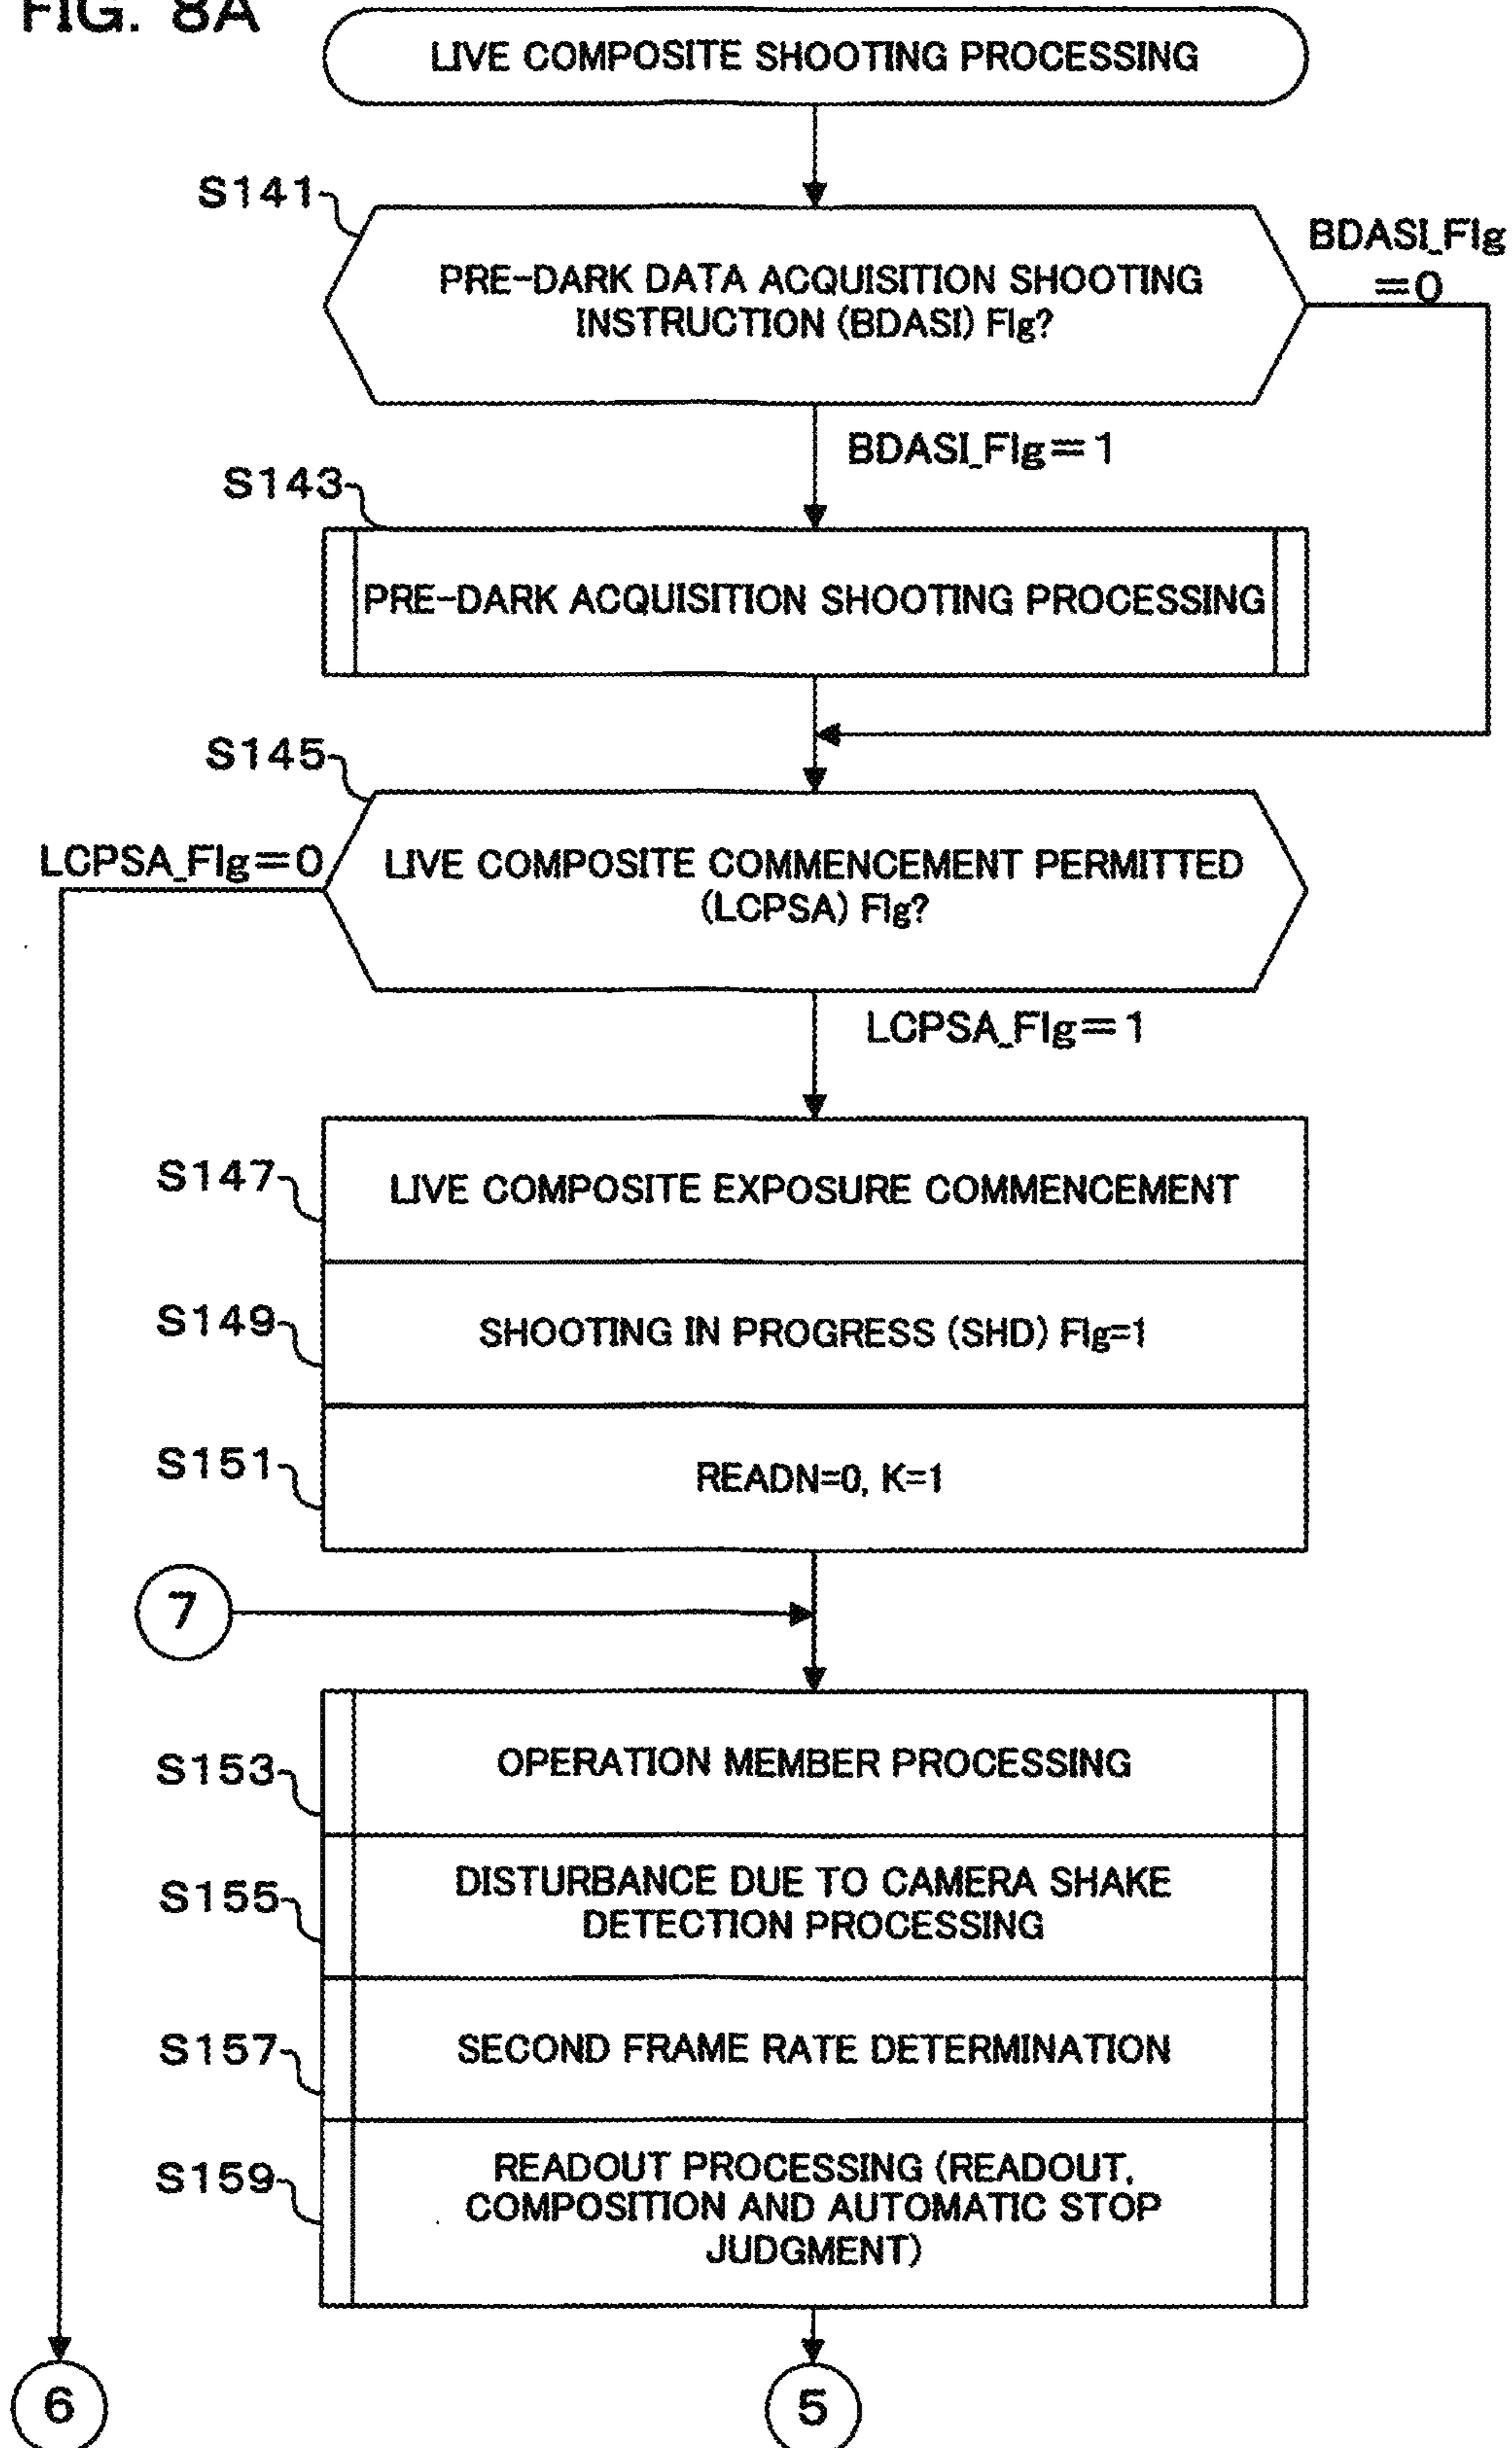 FIG. 8A
LIVE COMPOSITE SHOOTING PROCESSING
S141
BDASI_Flg
=0
PRE-DARK DATA ACQUISITION SHOOTING
INSTRUCTION (BDASI) Flg?
BDASI_Flg=1
S143
PRE-DARK ACQUISITION SHOOTING PROCESSING
S145
LCPSA_Flg=0
LIVE COMPOSITE COMMENCEMENT PERMITTED
(LCPSA) Flg?
LCPSA_Flg=1
S147
LIVE COMPOSITE EXPOSURE COMMENCEMENT
S149
SHOOTING IN PROGRESS (SHD) Flg=1
S151
READN=0, K=1
7
S153
OPERATION MEMBER PROCESSING
S155
DISTURBANCE DUE TO CAMERA SHAKE
DETECTION PROCESSING
S157
SECOND FRAME RATE DETERMINATION
S159
READOUT PROCESSING (READOUT,
COMPOSITION AND AUTOMATIC STOP
JUDGMENT)
6
5